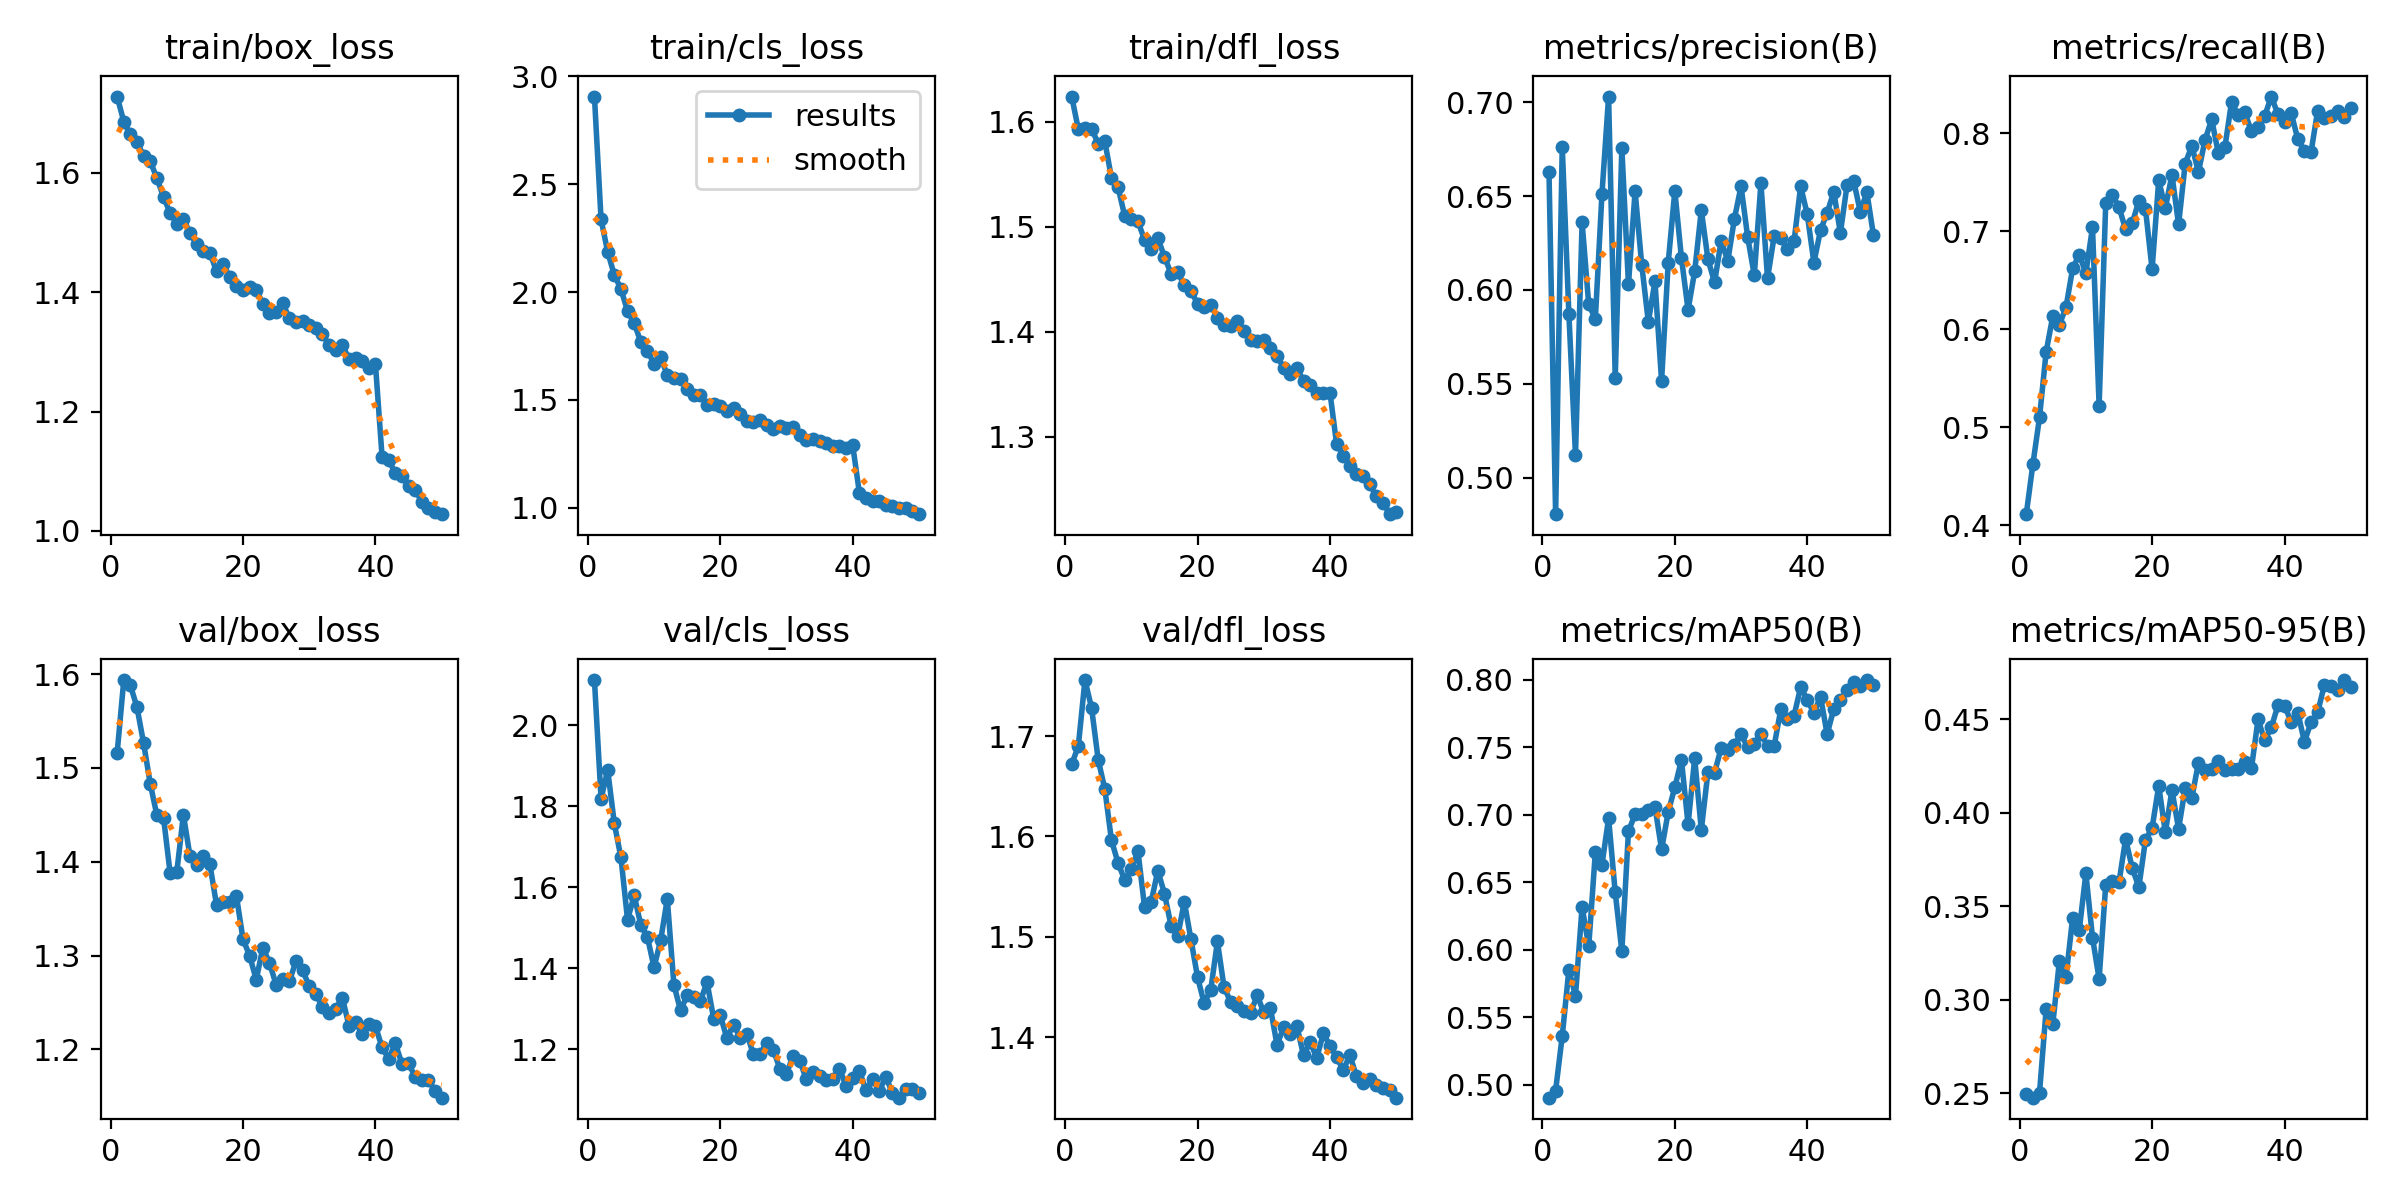 train/box_loss
1.6
1.4
1.2
1.0
0 20 40
train/cls_loss
3.0
2.5
2.0
1.5
1.0
results
smooth
0 20 40
train/dfl_loss
1.6
1.5
1.4
1.3
0 20 40
metrics/precision(B)
0.70
0.65
0.60
0.55
0.50
0 20 40
metrics/recall(B)
0.8
0.7
0.6
0.5
0.4
0 20 40
val/box_loss
1.6
1.5
1.4
1.3
1.2
0 20 40
val/cls_loss
2.0
1.8
1.6
1.4
1.2
0 20 40
val/dfl_loss
1.7
1.6
1.5
1.4
0 20 40
metrics/mAP50(B)
0.80
0.75
0.70
0.65
0.60
0.55
0.50
0 20 40
metrics/mAP50-95(B)
0.45
0.40
0.35
0.30
0.25
0 20 40